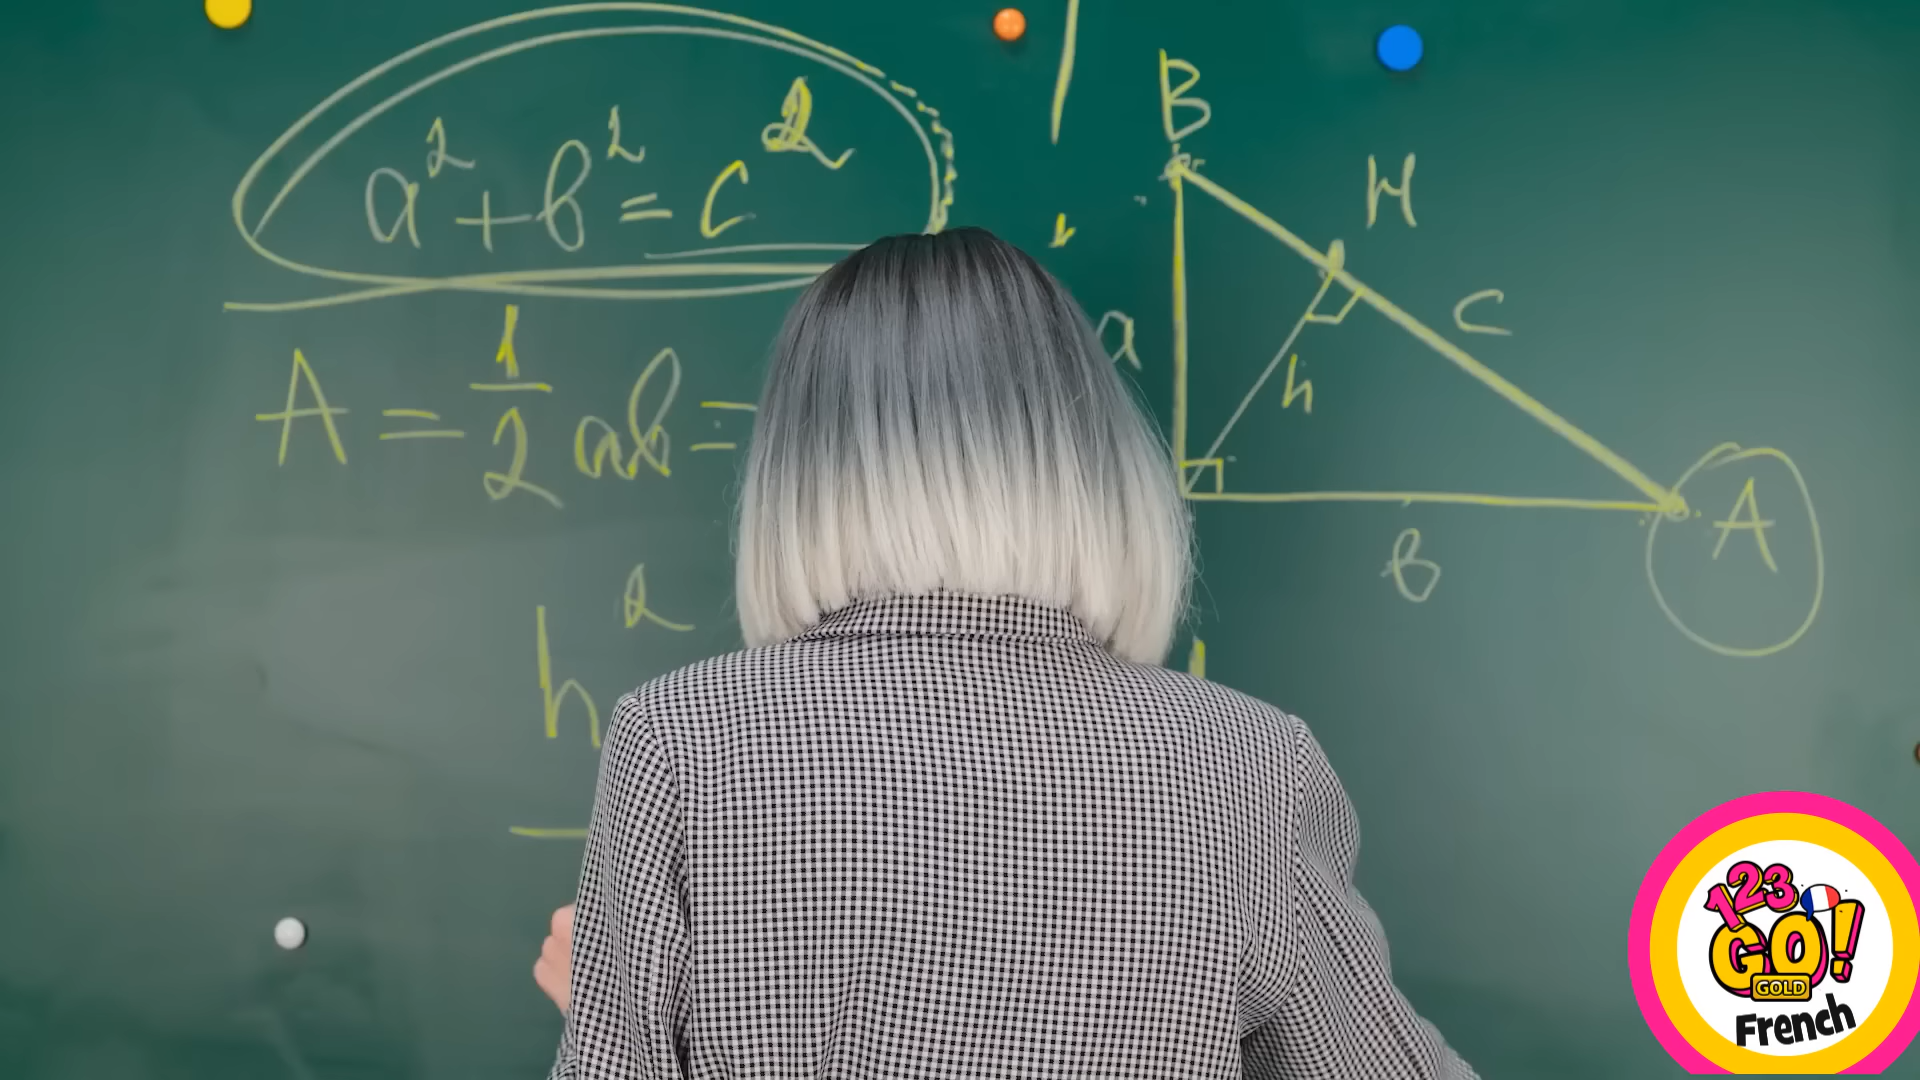 a² + b² = c²
A = 1/2 ab =
h²
B
H
a
c
h
b
A
123
GO!
GOLD
French